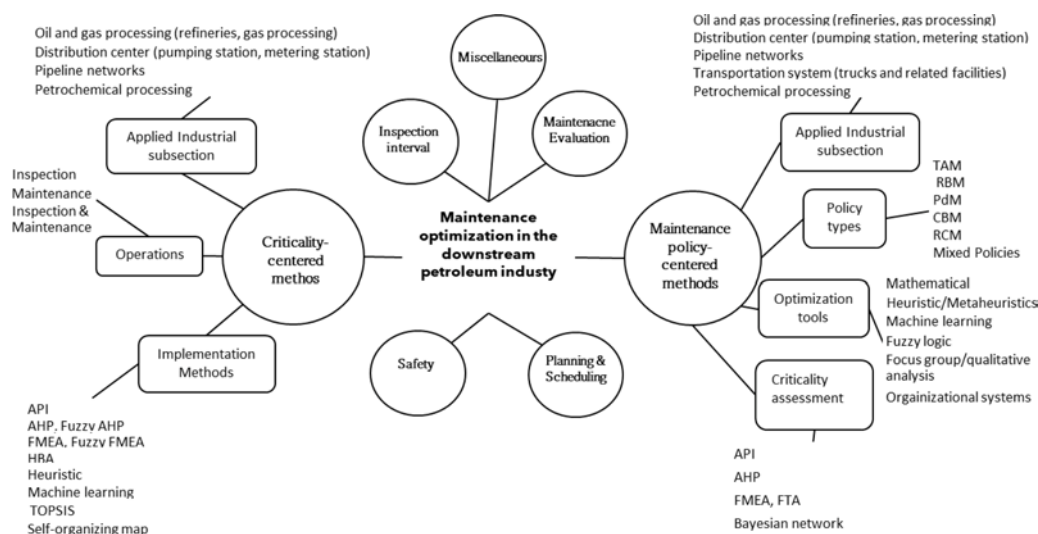 Oil and gas processing (refineries, gas processing)
Distribution center (pumping station, metering station)
Pipeline networks
Petrochemical processing
Applied Industrial
subsection
Inspection
Maintenance
Inspection &
Maintenance
Operations
Criticality-
centered
methos
Implementation
Methods
API
AHP, Fuzzy AHP
FMEA, Fuzzy FMEA
HBA
Heuristic
Machine learning
TOPSIS
Self-organizing map
Miscellaneours
Inspection
interval
Maintenacne
Evaluation
Maintenance
optimization in the
downstream
petroleum industy
Safety
Planning &
Scheduling
Oil and gas processing (refineries, gas processing)
Distribution center (pumping station, metering station)
Pipeline networks
Transportation system (trucks and related facilities)
Petrochemical processing
Applied Industrial
subsection
Maintenance
policy-
centered
methods
Policy
types
TAM
RBM
PdM
CBM
RCM
Mixed Policies
Optimization
tools
Mathematical
Heuristic/Metaheuristics
Machine learning
Fuzzy logic
Focus group/qualitative
analysis
Orgainizational systems
Criticality
assessment
API
AHP
FMEA, FTA
Bayesian network